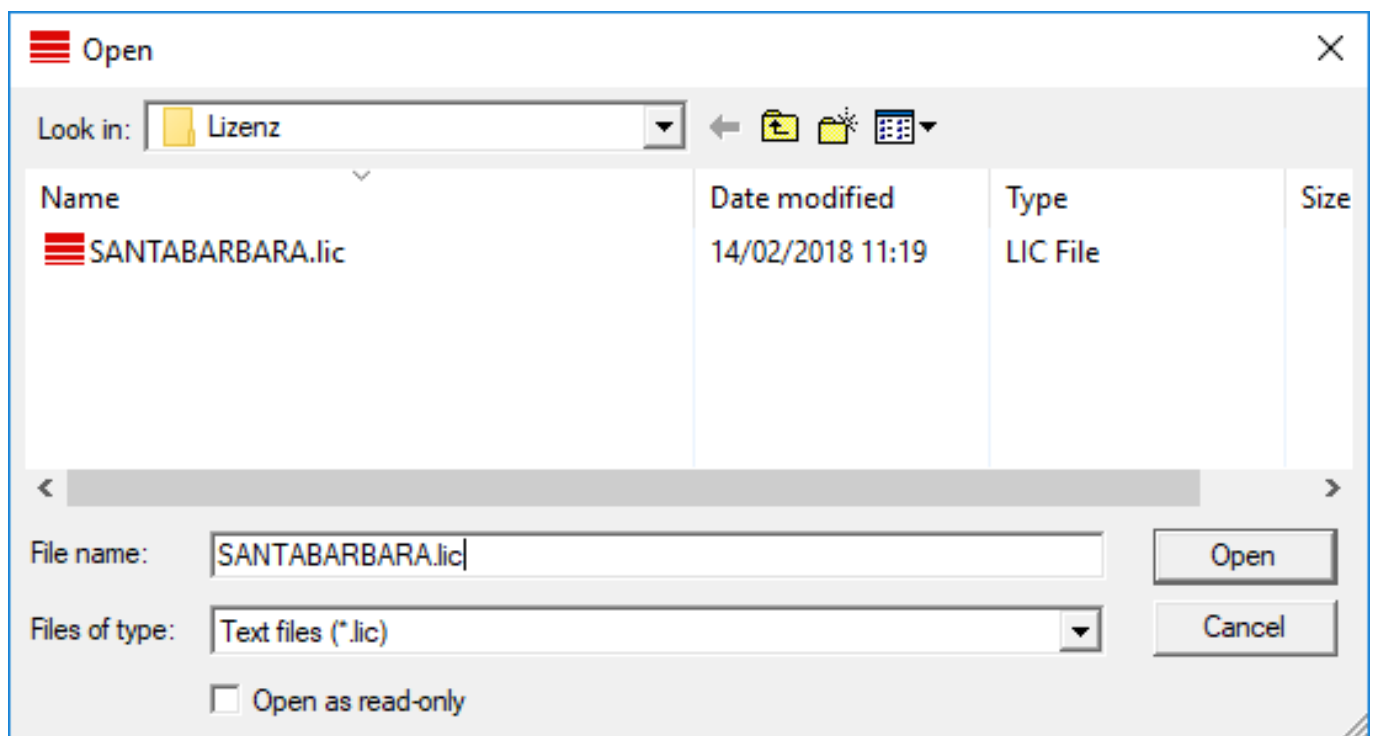 Open
Look in: Lizenz
Name Date modified Type Size
SANTABARBARA.lic 14/02/2018 11:19 LIC File
File name: SANTABARBARA.lic Open
Files of type: Text files (*.lic) Cancel
Open as read-only